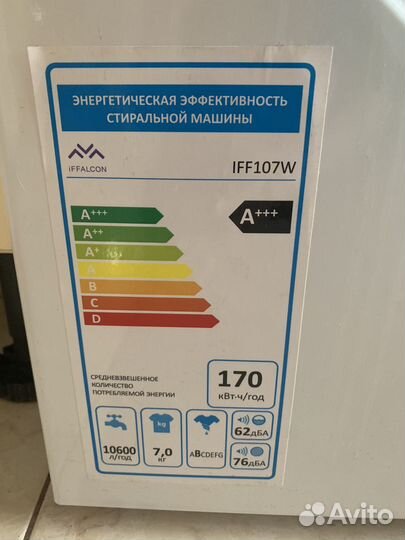 ЭНЕРГЕТИЧЕСКАЯ ЭФФЕКТИВНОСТЬ
СТИРАЛЬНОЙ МАШИНЫ
iFFALCON
IFF107W
A+++
A+++
A++
A+
A
B
C
D
СРЕДНЕВЗВЕШЕННОЕ
КОЛИЧЕСТВО
ПОТРЕБЛЯЕМОЙ ЭНЕРГИИ
170
кВт·ч/год
10600
л/год
kg
7,0
кг
ABCDEFG
62дБА
76дБА
Avito